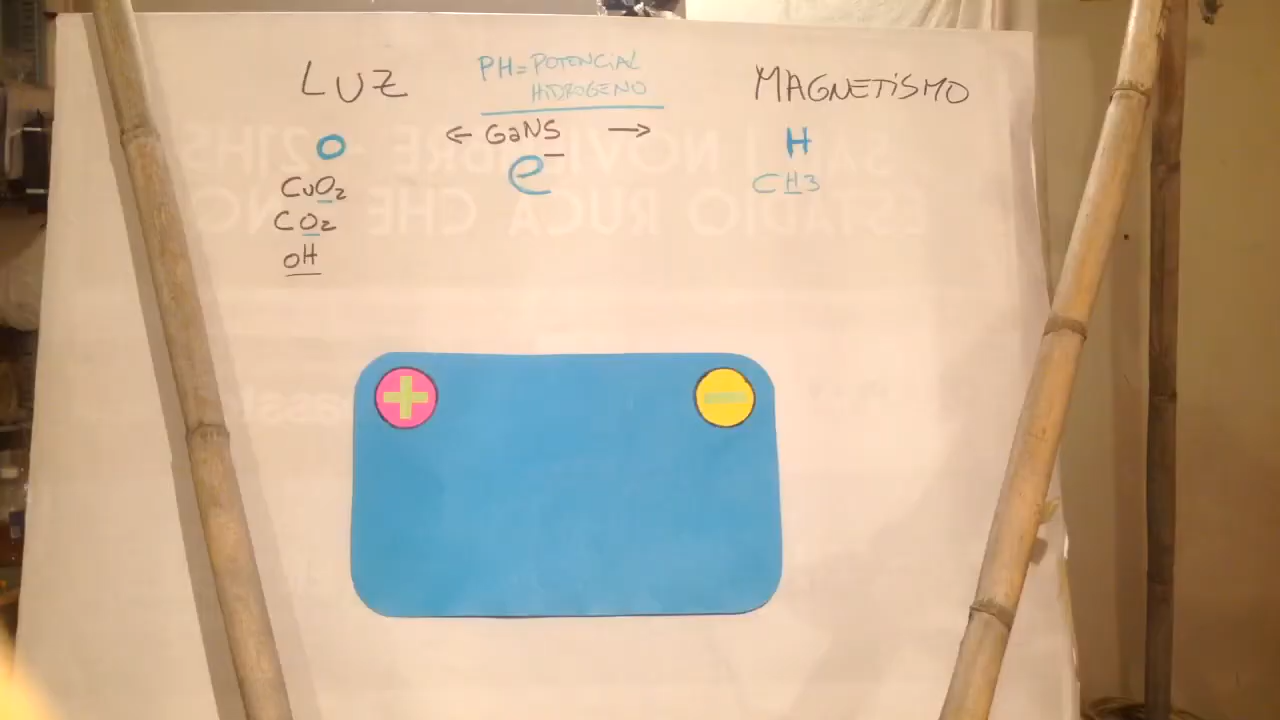 LUZ
PH=POTENCIAL
HIDROGENO
MAGNETISMO
← GaNS →
O
e
H
CuO2
CH3
CO2
OH
+
−